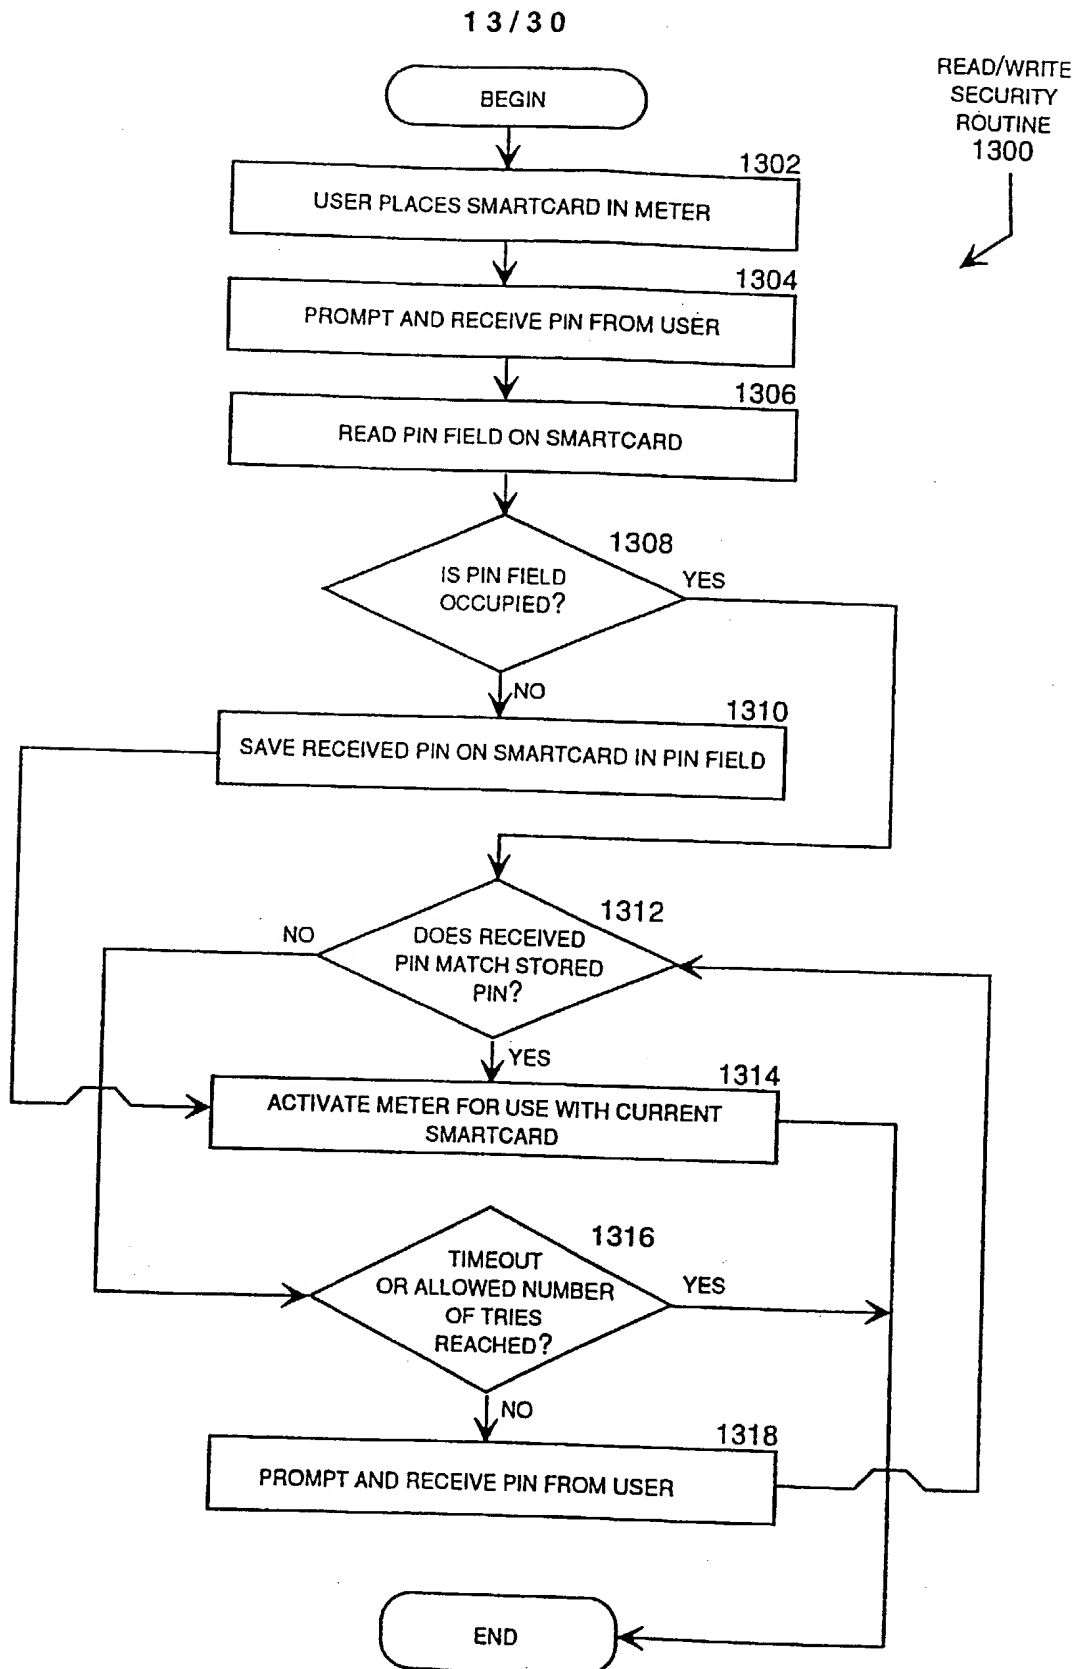 13/30
READ/WRITE
SECURITY
ROUTINE
1300
BEGIN
1302
USER PLACES SMARTCARD IN METER
1304
PROMPT AND RECEIVE PIN FROM USER
1306
READ PIN FIELD ON SMARTCARD
1308
IS PIN FIELD
OCCUPIED?
YES
NO
1310
SAVE RECEIVED PIN ON SMARTCARD IN PIN FIELD
1312
NO
DOES RECEIVED
PIN MATCH STORED
PIN?
YES
1314
ACTIVATE METER FOR USE WITH CURRENT
SMARTCARD
1316
TIMEOUT
OR ALLOWED NUMBER
OF TRIES
REACHED?
YES
NO
1318
PROMPT AND RECEIVE PIN FROM USER
END